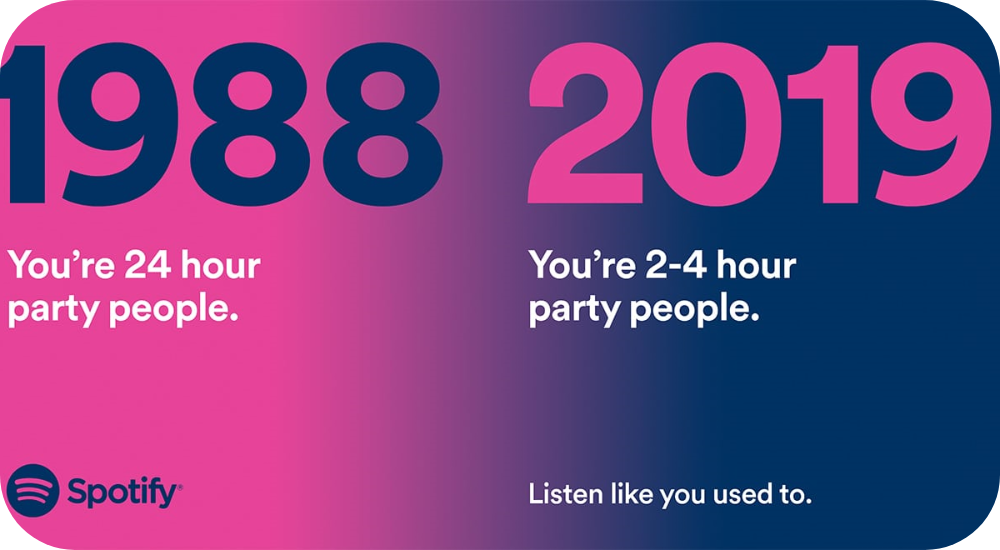 1988
You’re 24 hour
party people.
Spotify®
2019
You’re 2-4 hour
party people.
Listen like you used to.